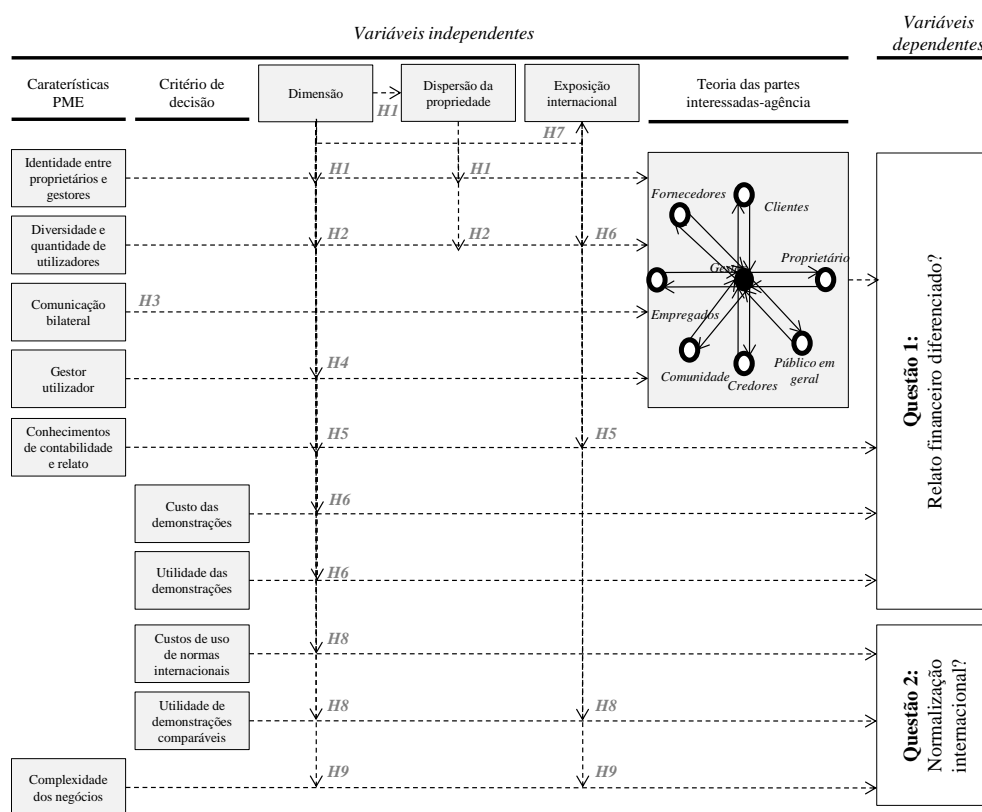 Variáveis independentes
Variáveis
dependentes
Caraterísticas
PME
Critério de
decisão
Dimensão
H1
Dispersão da
propriedade
Exposição
internacional
Teoria das partes
interessadas-agência
H7
Identidade entre
proprietários e
gestores
H1
H1
Diversidade e
quantidade de
utilizadores
H2
H2
H6
Comunicação
bilateral
H3
Gestor
utilizador
H4
Fornecedores
Clientes
Proprietário
Empregados
Comunidade
Credores
Público em
geral
Questão 1:
Relato financeiro diferenciado?
Conhecimentos
de contabilidade
e relato
H5
H5
Custo das
demonstrações
H6
Utilidade das
demonstrações
H6
Custos de uso
de normas
internacionais
H8
Utilidade de
demonstrações
comparáveis
H8
H8
Questão 2:
Normalização
internacional?
Complexidade
dos negócios
H9
H9